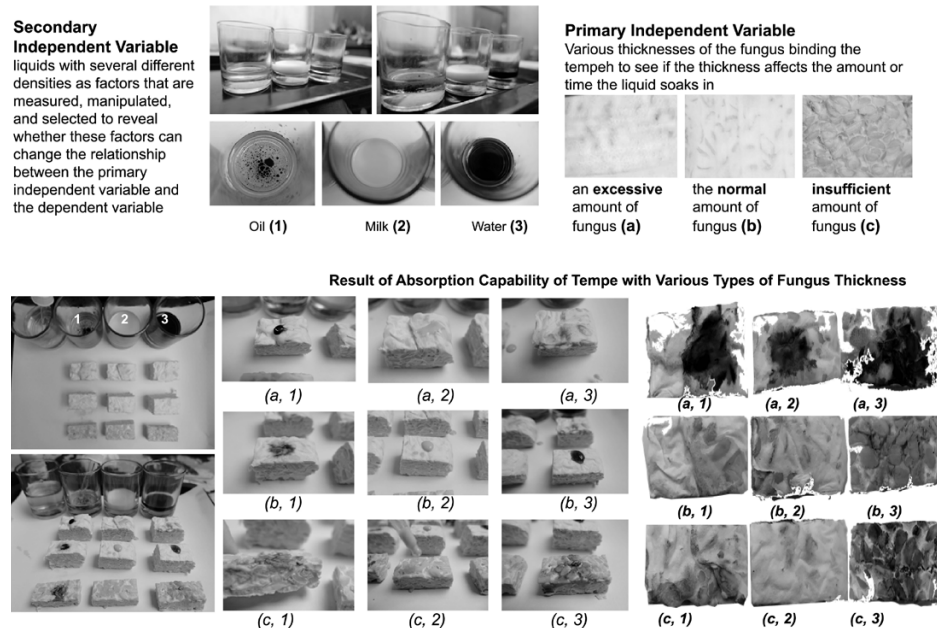 Secondary
Independent Variable
liquids with several different
densities as factors that are
measured, manipulated,
and selected to reveal
whether these factors can
change the relationship
between the primary
independent variable and
the dependent variable
Oil (1)
Milk (2)
Water (3)
Primary Independent Variable
Various thicknesses of the fungus binding the
tempeh to see if the thickness affects the amount or
time the liquid soaks in
an excessive
amount of
fungus (a)
the normal
amount of
fungus (b)
insufficient
amount of
fungus (c)
Result of Absorption Capability of Tempe with Various Types of Fungus Thickness
1
2
3
(a, 1)
(a, 2)
(a, 3)
(a, 1)
(a, 2)
(a, 3)
(b, 1)
(b, 2)
(b, 3)
(b, 1)
(b, 2)
(b, 3)
(c, 1)
(c, 2)
(c, 3)
(c, 1)
(c, 2)
(c, 3)